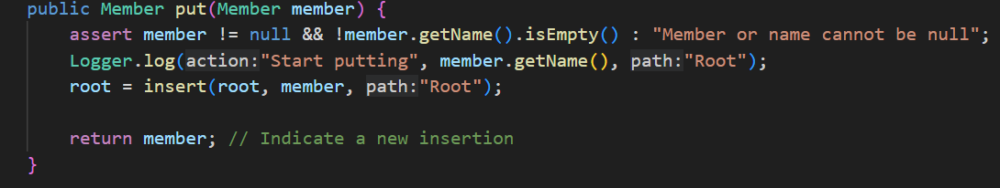 public Member put(Member member) {
assert member != null && !member.getName().isEmpty() : "Member or name cannot be null";
Logger.log(action:"Start putting", member.getName(), path:"Root");
root = insert(root, member, path:"Root");
return member; // Indicate a new insertion
}